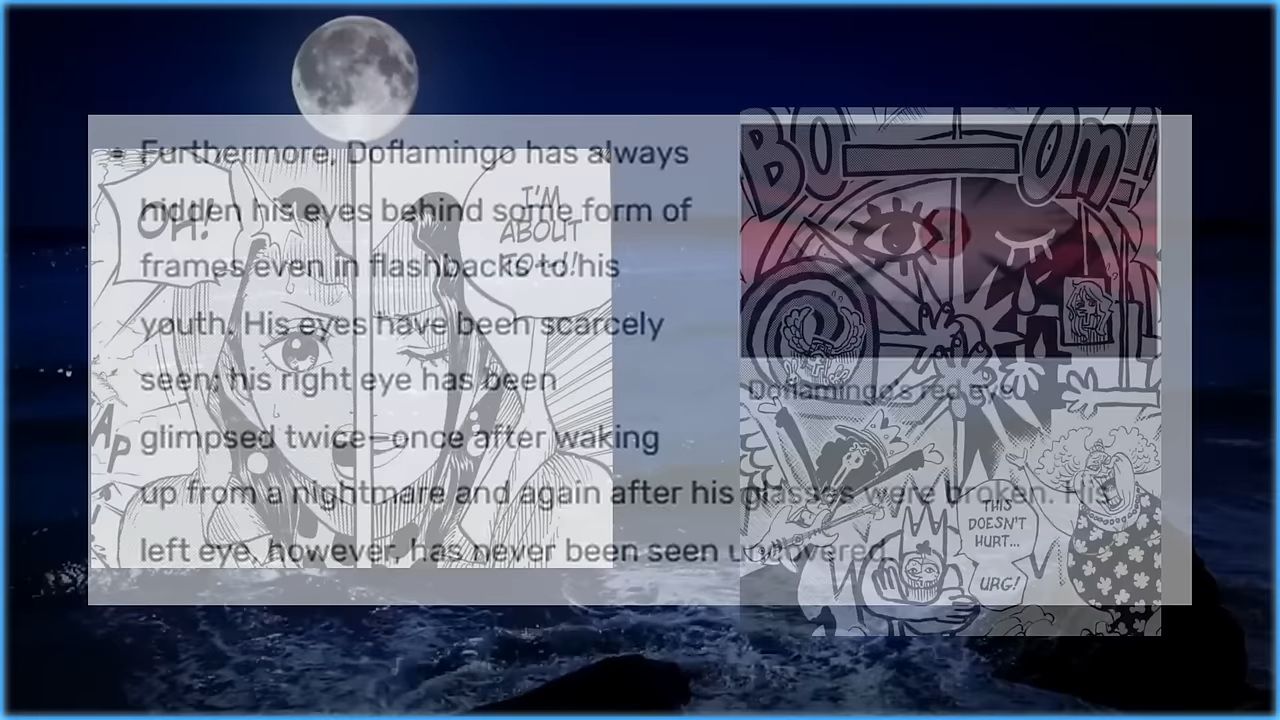 • Furthermore, Doflamingo has always
hidden his eyes behind some form of
frames even in flashbacks to his
youth. His eyes have been scarcely
seen; his right eye has been
glimpsed twice—once after waking
up from a nightmare and again after his glasses were broken. His
left eye, however, has never been seen uncovered.
OH!
I'M
ABOUT
TO--!!
AP
BO OM!!
Doflamingo's red eye.
THIS
DOESN'T
HURT...
URG!